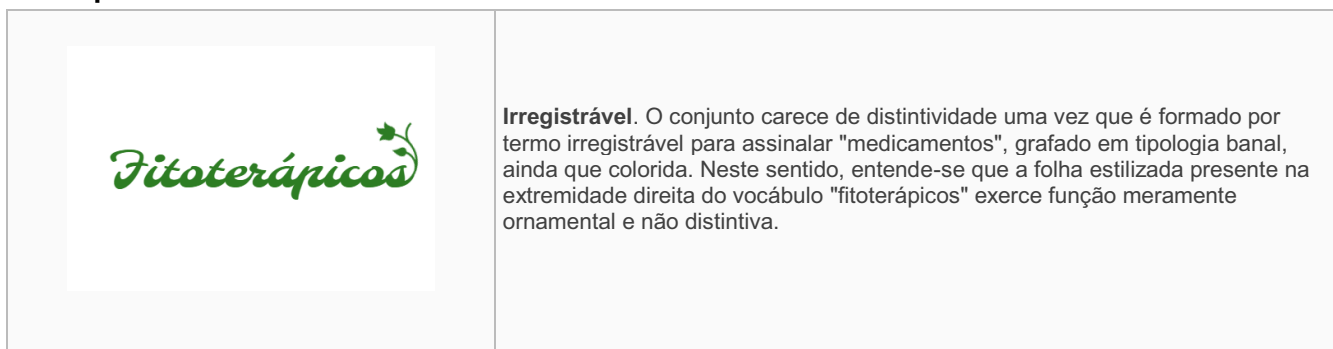 Fitoterápicos
Irregistrável. O conjunto carece de distintividade uma vez que é formado por
termo irregistrável para assinalar "medicamentos", grafado em tipologia banal,
ainda que colorida. Neste sentido, entende-se que a folha estilizada presente na
extremidade direita do vocábulo "fitoterápicos" exerce função meramente
ornamental e não distintiva.